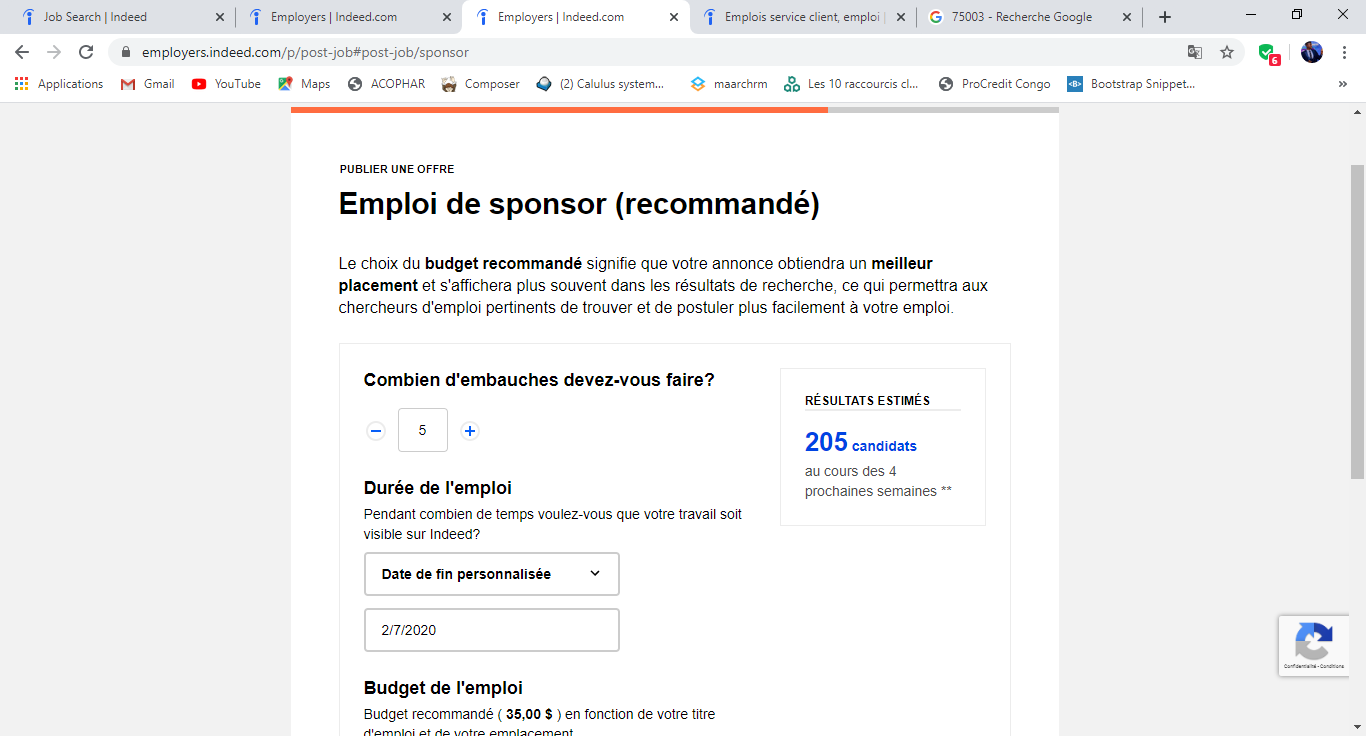 Job Search | Indeed
Employers | Indeed.com
Employers | Indeed.com
Emplois service client, emploi
75003 - Recherche Google
employers.indeed.com/p/post-job#post-job/sponsor
6
Applications
Gmail
YouTube
Maps
ACOPHAR
Composer
(2) Calulus system...
maarchrm
Les 10 raccourcis cl...
ProCredit Congo
Bootstrap Snippet...
»
PUBLIER UNE OFFRE
Emploi de sponsor (recommandé)
Le choix du budget recommandé signifie que votre annonce obtiendra un meilleur
placement et s'affichera plus souvent dans les résultats de recherche, ce qui permettra aux
chercheurs d'emploi pertinents de trouver et de postuler plus facilement à votre emploi.
Combien d'embauches devez-vous faire?
5
RÉSULTATS ESTIMÉS
205 candidats
au cours des 4
prochaines semaines **
Durée de l'emploi
Pendant combien de temps voulez-vous que votre travail soit
visible sur Indeed?
Date de fin personnalisée
2/7/2020
Budget de l'emploi
Budget recommandé ( 35,00 $ ) en fonction de votre titre
d'emploi et de votre emplacement
Confidentialité - Conditions